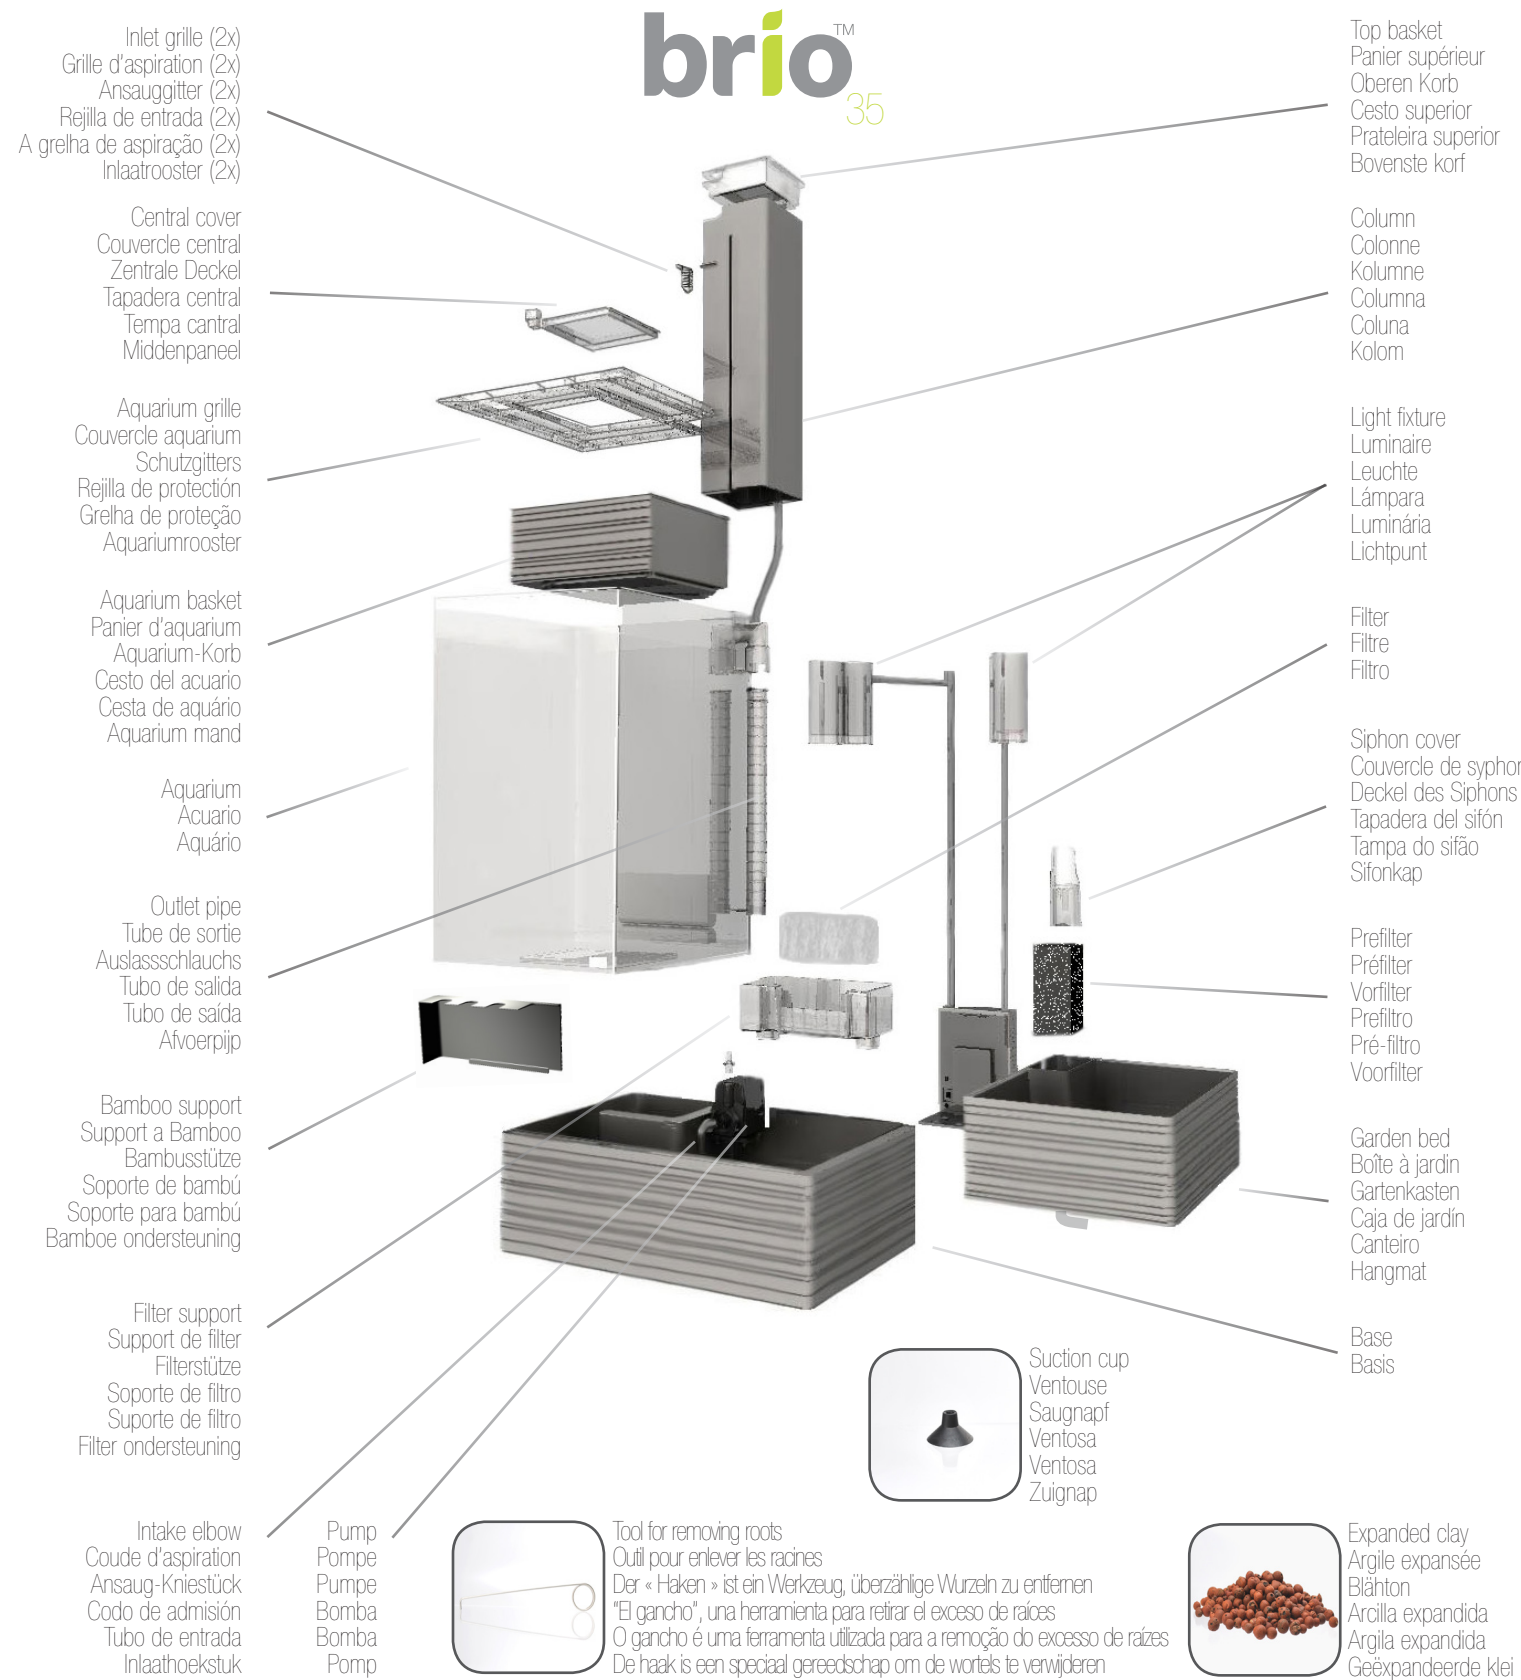 brio™
35
Inlet grille (2x)
Grille d'aspiration (2x)
Ansauggitter (2x)
Rejilla de entrada (2x)
A grelha de aspiração (2x)
Inlaatrooster (2x)
Central cover
Couvercle central
Zentrale Deckel
Tapadera central
Tempa cantral
Middenpaneel
Aquarium grille
Couvercle aquarium
Schutzgitters
Rejilla de protectión
Grelha de proteção
Aquariumrooster
Aquarium basket
Panier d'aquarium
Aquarium-Korb
Cesto del acuario
Cesta de aquário
Aquarium mand
Aquarium
Acuario
Aquário
Outlet pipe
Tube de sortie
Auslassschlauchs
Tubo de salida
Tubo de saída
Afvoerpijp
Bamboo support
Support a Bamboo
Bambusstütze
Soporte de bambú
Soporte para bambú
Bamboe ondersteuning
Filter support
Support de filter
Filterstütze
Soporte de filtro
Suporte de filtro
Filter ondersteuning
Intake elbow
Coude d'aspiration
Ansaug-Kniestück
Codo de admisión
Tubo de entrada
Inlaathoekstuk
Pump
Pompe
Pumpe
Bomba
Bomba
Pomp
Tool for removing roots
Outil pour enlever les racines
Der « Haken » ist ein Werkzeug, überzählige Wurzeln zu entfernen
"El gancho", una herramienta para retirar el exceso de raíces
O gancho é uma ferramenta utilizada para a remoção do excesso de raízes
De haak is een speciaal gereedschap om de wortels te verwijderen
Suction cup
Ventouse
Saugnapf
Ventosa
Ventosa
Zuignap
Top basket
Panier supérieur
Oberen Korb
Cesto superior
Prateleira superior
Bovenste korf
Column
Colonne
Kolumne
Columna
Coluna
Kolom
Light fixture
Luminaire
Leuchte
Lámpara
Luminária
Lichtpunt
Filter
Filtre
Filtro
Siphon cover
Couvercle de syphon
Deckel des Siphons
Tapadera del sifón
Tampa do sifão
Sifonkap
Prefilter
Préfilter
Vorfilter
Prefiltro
Pré-filtro
Voorfilter
Garden bed
Boîte à jardin
Gartenkasten
Caja de jardín
Canteiro
Hangmat
Base
Basis
Expanded clay
Argile expansée
Blähton
Arcilla expandida
Argila expandida
Geëxpandeerde klei